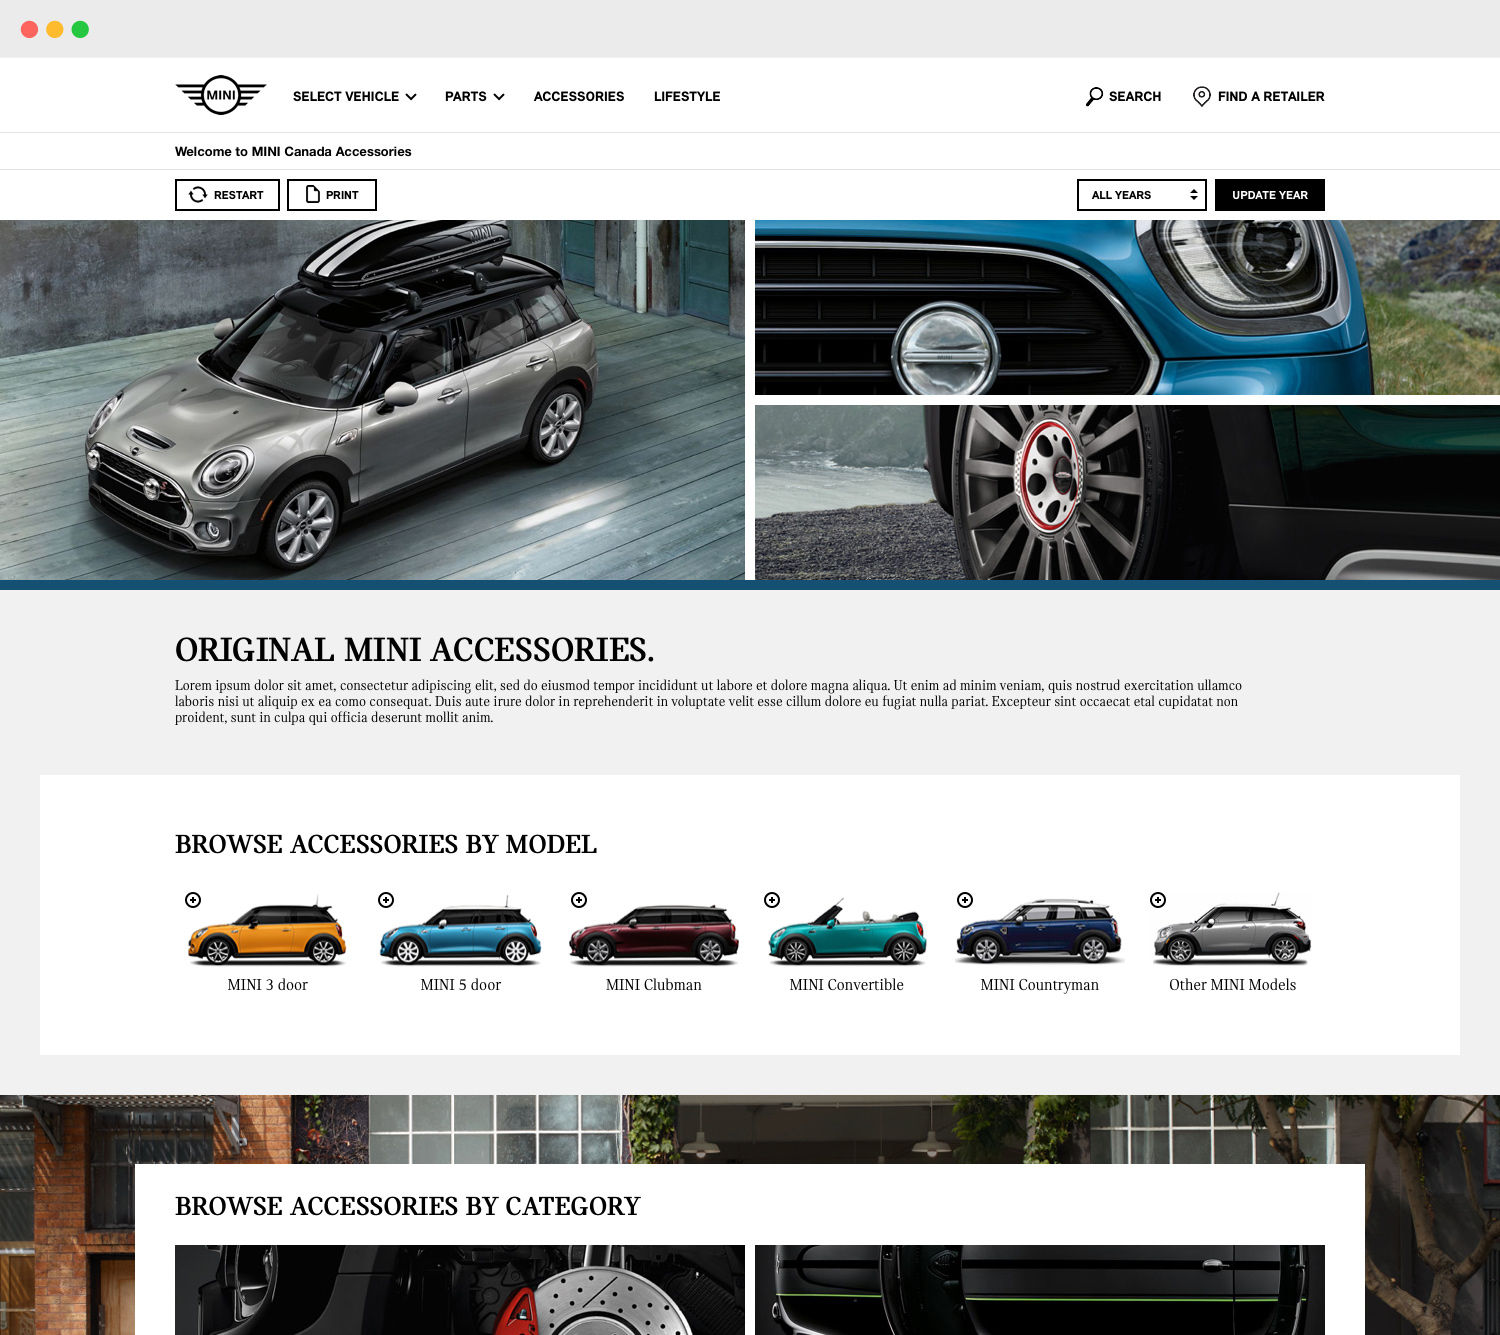 MINI
SELECT VEHICLE
PARTS
ACCESSORIES
LIFESTYLE
SEARCH
FIND A RETAILER
Welcome to MINI Canada Accessories
RESTART
PRINT
ALL YEARS
UPDATE YEAR
MINI
ORIGINAL MINI ACCESSORIES.
Lorem ipsum dolor sit amet, consectetur adipiscing elit, sed do eiusmod tempor incididunt ut labore et dolore magna aliqua. Ut enim ad minim veniam, quis nostrud exercitation ullamco
laboris nisi ut aliquip ex ea como consequat. Duis aute irure dolor in reprehenderit in voluptate velit esse cillum dolore eu fugiat nulla pariat. Excepteur sint occaecat etal cupidatat non
proident, sunt in culpa qui officia deserunt mollit anim.
BROWSE ACCESSORIES BY MODEL
MINI 3 door
MINI 5 door
MINI Clubman
MINI Convertible
MINI Countryman
Other MINI Models
BROWSE ACCESSORIES BY CATEGORY